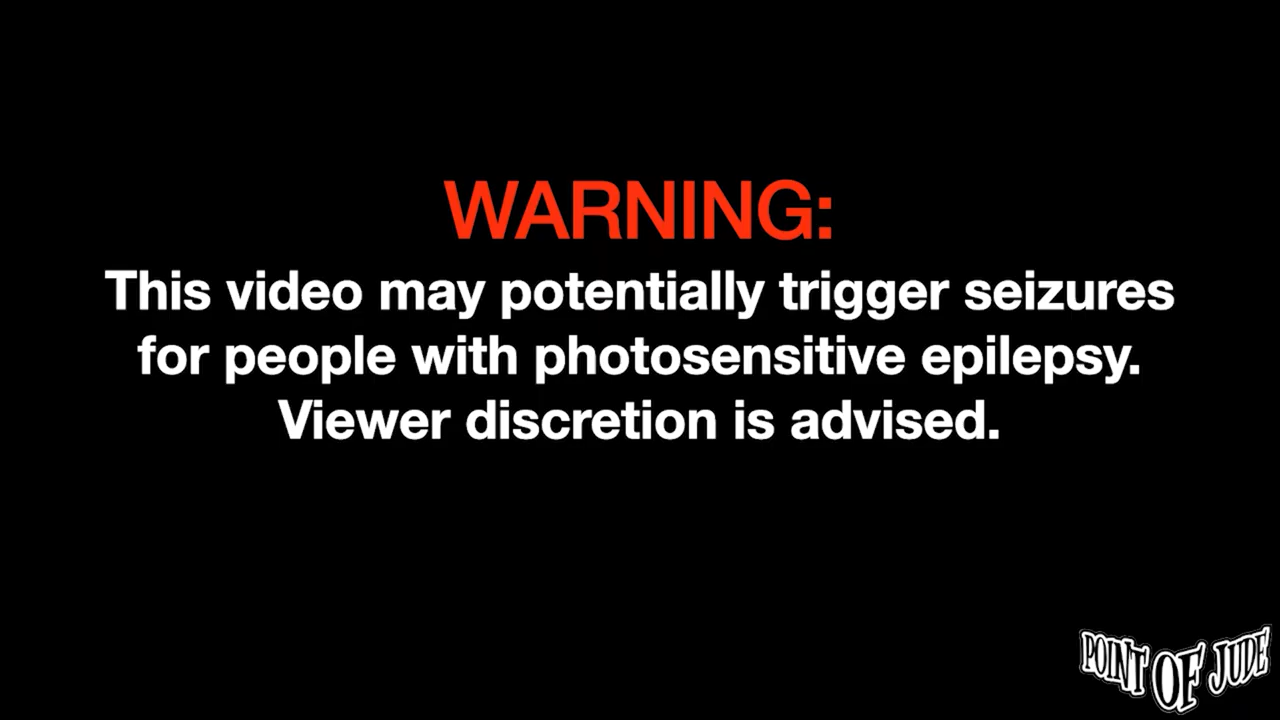 WARNING:
This video may potentially trigger seizures
for people with photosensitive epilepsy.
Viewer discretion is advised.
POINT OF JUDE